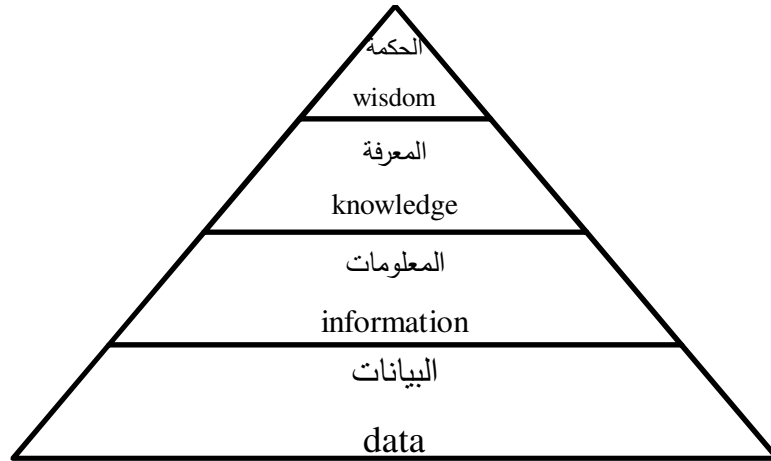 الحكمة
wisdom
المعرفة
knowledge
المعلومات
information
البيانات
data